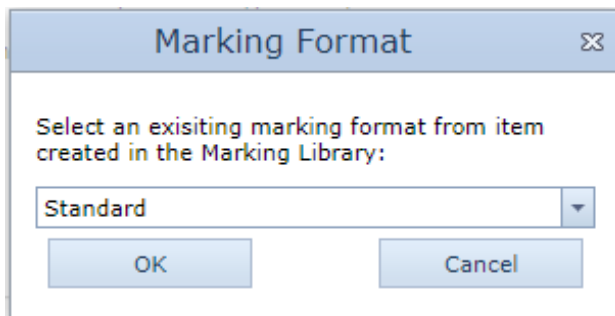 Marking Format
Select an exisiting marking format from item
created in the Marking Library:
Standard
OK
Cancel